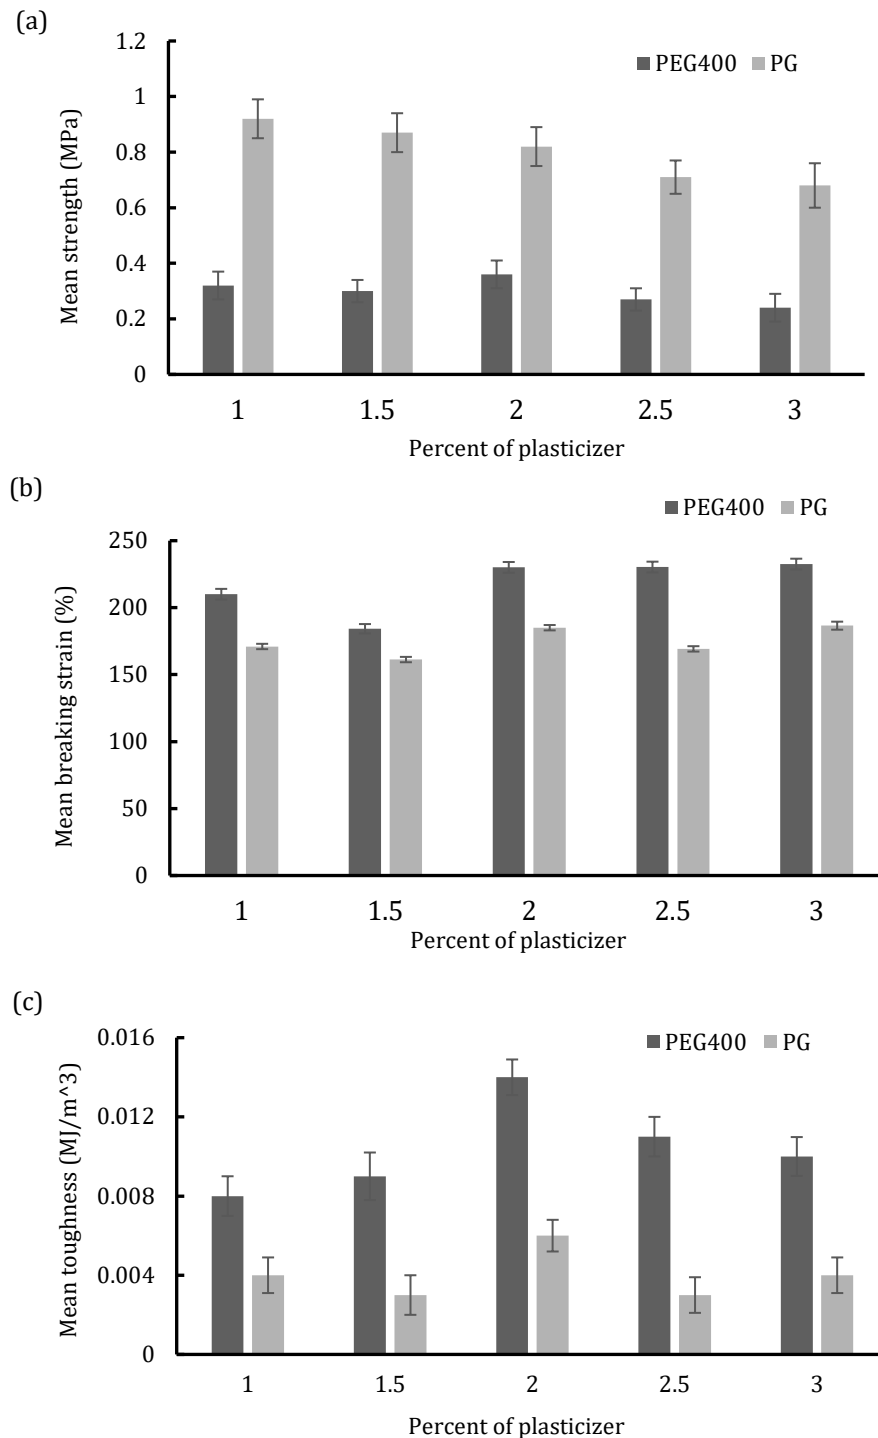 (a)
1.2
PEG400 PG
1
0.8
0.6
0.4
0.2
0
Mean strength (MPa)
1 1.5 2 2.5 3
Percent of plasticizer
(b)
PEG400 PG
250
200
150
100
50
0
Mean breaking strain (%)
1 1.5 2 2.5 3
Percent of plasticizer
(c)
0.016
PEG400 PG
0.012
0.008
0.004
0
Mean toughness (MJ/m^3)
1 1.5 2 2.5 3
Percent of plasticizer